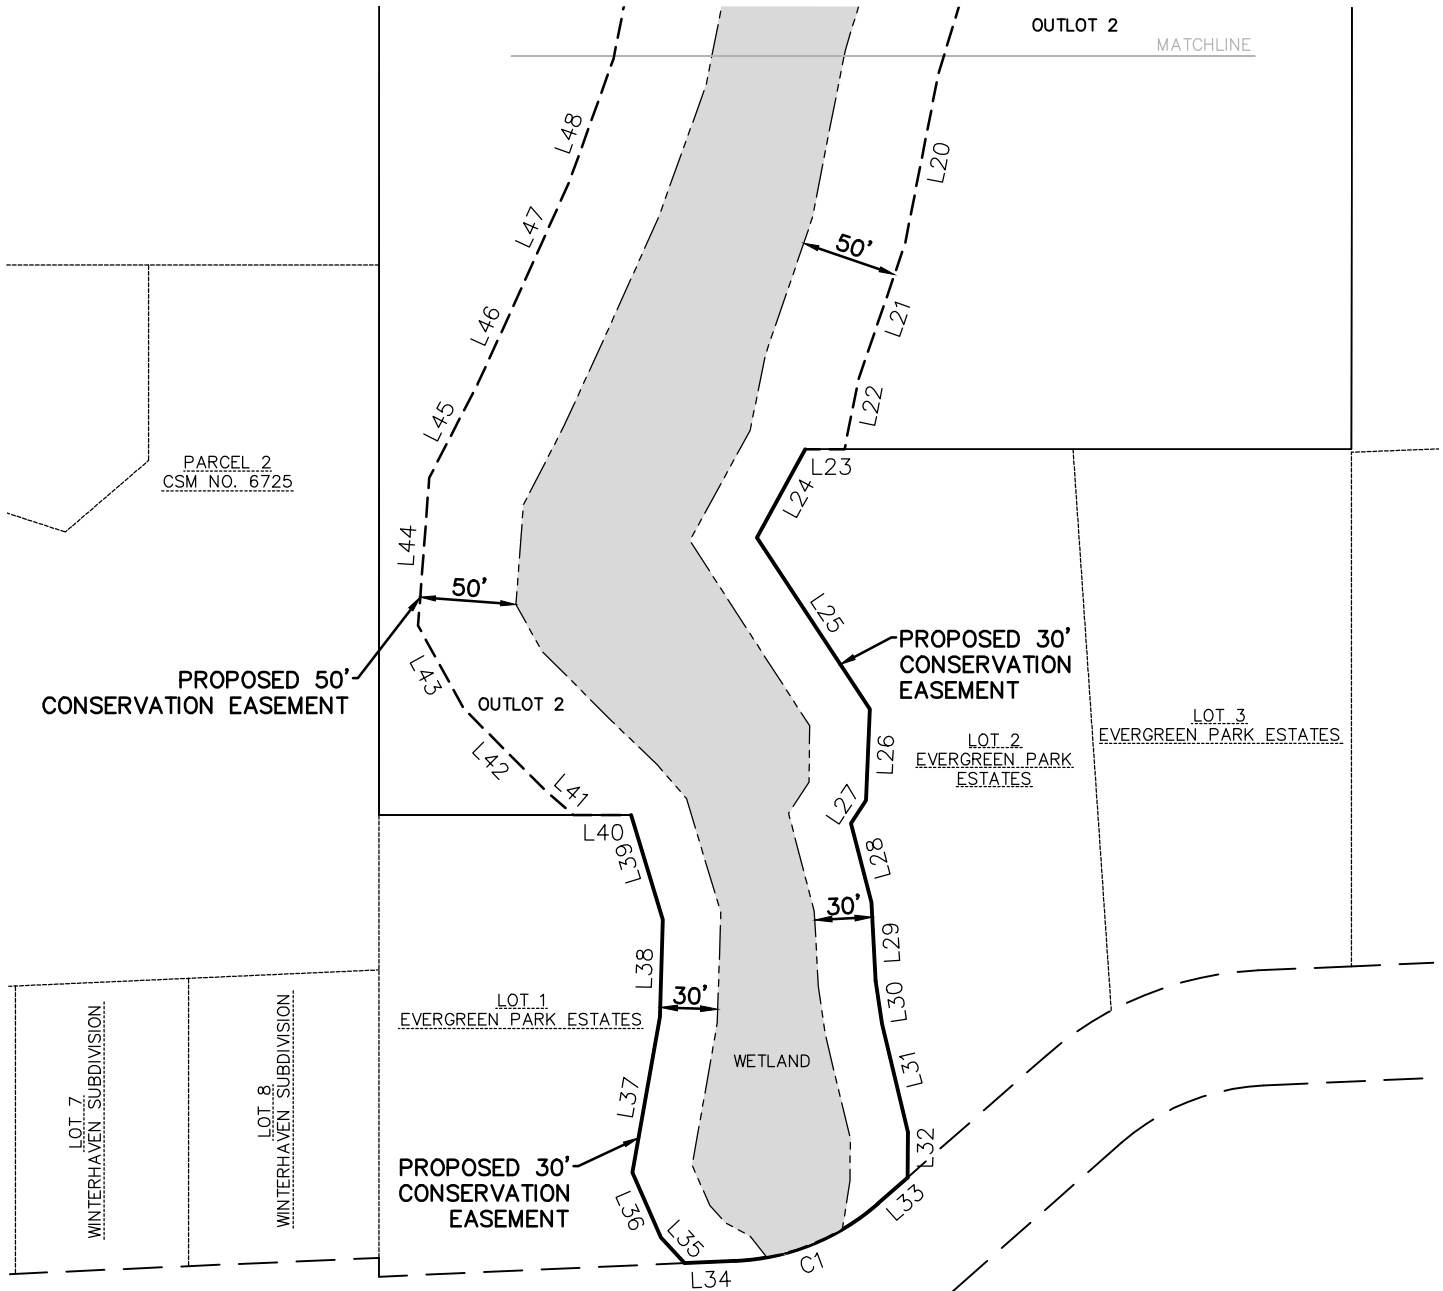 OUTLOT 2
MATCHLINE
L48
L20
L47
50'
L46
L21
L45
L22
PARCEL 2
CSM NO. 6725
L23
L24
L44
50'
L25
PROPOSED 30'
CONSERVATION
EASEMENT
PROPOSED 50'
CONSERVATION EASEMENT
L43
OUTLOT 2
LOT 3
EVERGREEN PARK ESTATES
LOT 2
EVERGREEN PARK
ESTATES
L26
L42
L41
L27
L40
L39
L28
30'
L29
L38
LOT 1
EVERGREEN PARK ESTATES
30'
L30
WETLAND
L31
L37
LOT 7
WINTERHAVEN SUBDIVISION
LOT 8
WINTERHAVEN SUBDIVISION
PROPOSED 30'
CONSERVATION
EASEMENT
L32
L33
L36
L35
L34
C1